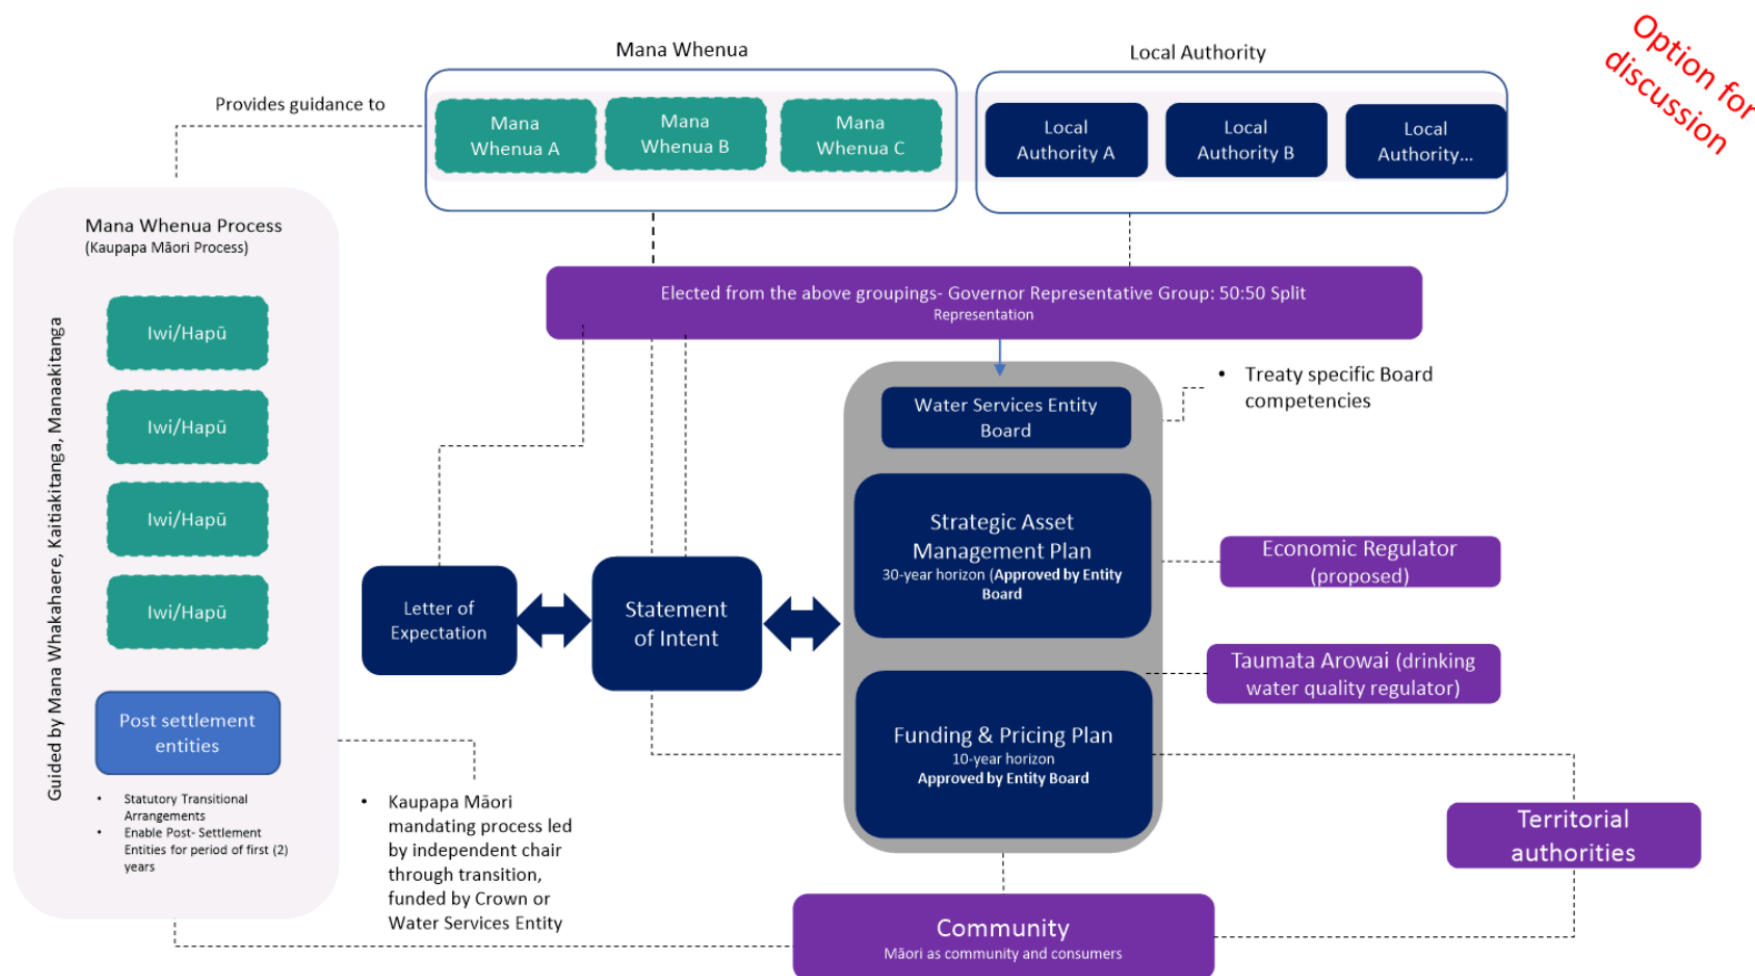 Option for
discussion
Mana Whenua
Local Authority
Provides guidance to
Mana
Whenua A
Mana
Whenua B
Mana
Whenua C
Local
Authority A
Local
Authority B
Local
Authority...
Mana Whenua Process
(Kaupapa Māori Process)
Guided by Mana Whakahaere, Kaitiakitanga, Manaakitanga
Iwi/Hapū
Iwi/Hapū
Iwi/Hapū
Iwi/Hapū
Post settlement
entities
• Statutory Transitional
Arrangements
• Enable Post- Settlement
Entities for period of first (2)
years
Elected from the above groupings- Governor Representative Group: 50:50 Split
Representation
Water Services Entity
Board
• Treaty specific Board
competencies
Strategic Asset
Management Plan
30-year horizon (Approved by Entity
Board
Economic Regulator
(proposed)
Letter of
Expectation
Statement
of Intent
Taumata Arowai (drinking
water quality regulator)
Funding & Pricing Plan
10-year horizon
Approved by Entity Board
• Kaupapa Māori
mandating process led
by independent chair
through transition,
funded by Crown or
Water Services Entity
Territorial
authorities
Community
Māori as community and consumers